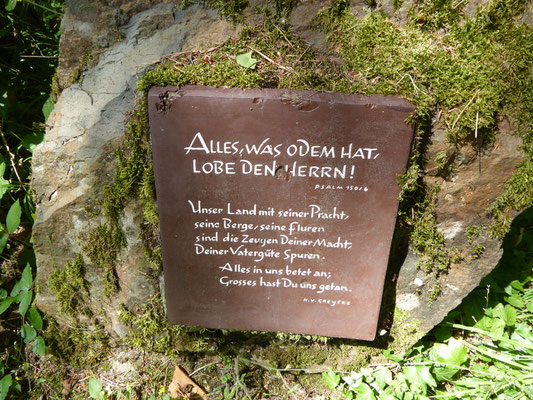 ALLES, WAS ODEM HAT,
LOBE DEN HERRN!
PSALM 150/6
Unser Land mit seiner Pracht,
seine Berge, seine Fluren
sind die Zeugen Deiner Macht,
Deiner Vatergüte Spuren.
Alles in uns betet an;
Grosses hast Du uns getan.
H.V. GREYERZ